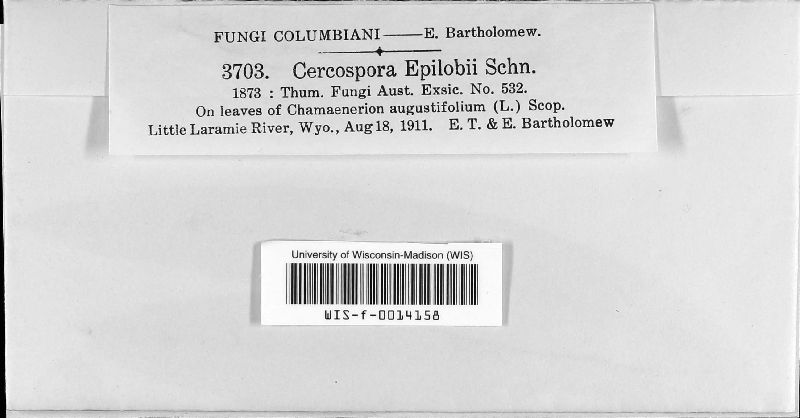 FUNGI COLUMBIANI——E. Bartholomew.
3703. Cercospora Epilobii Schn.
1873 : Thum. Fungi Aust. Exsic. No. 532.
On leaves of Chamaenerion augustifolium (L.) Scop.
Little Laramie River, Wyo., Aug 18, 1911. E. T. & E. Bartholomew
University of Wisconsin-Madison (WIS)
WIS-f-0014158